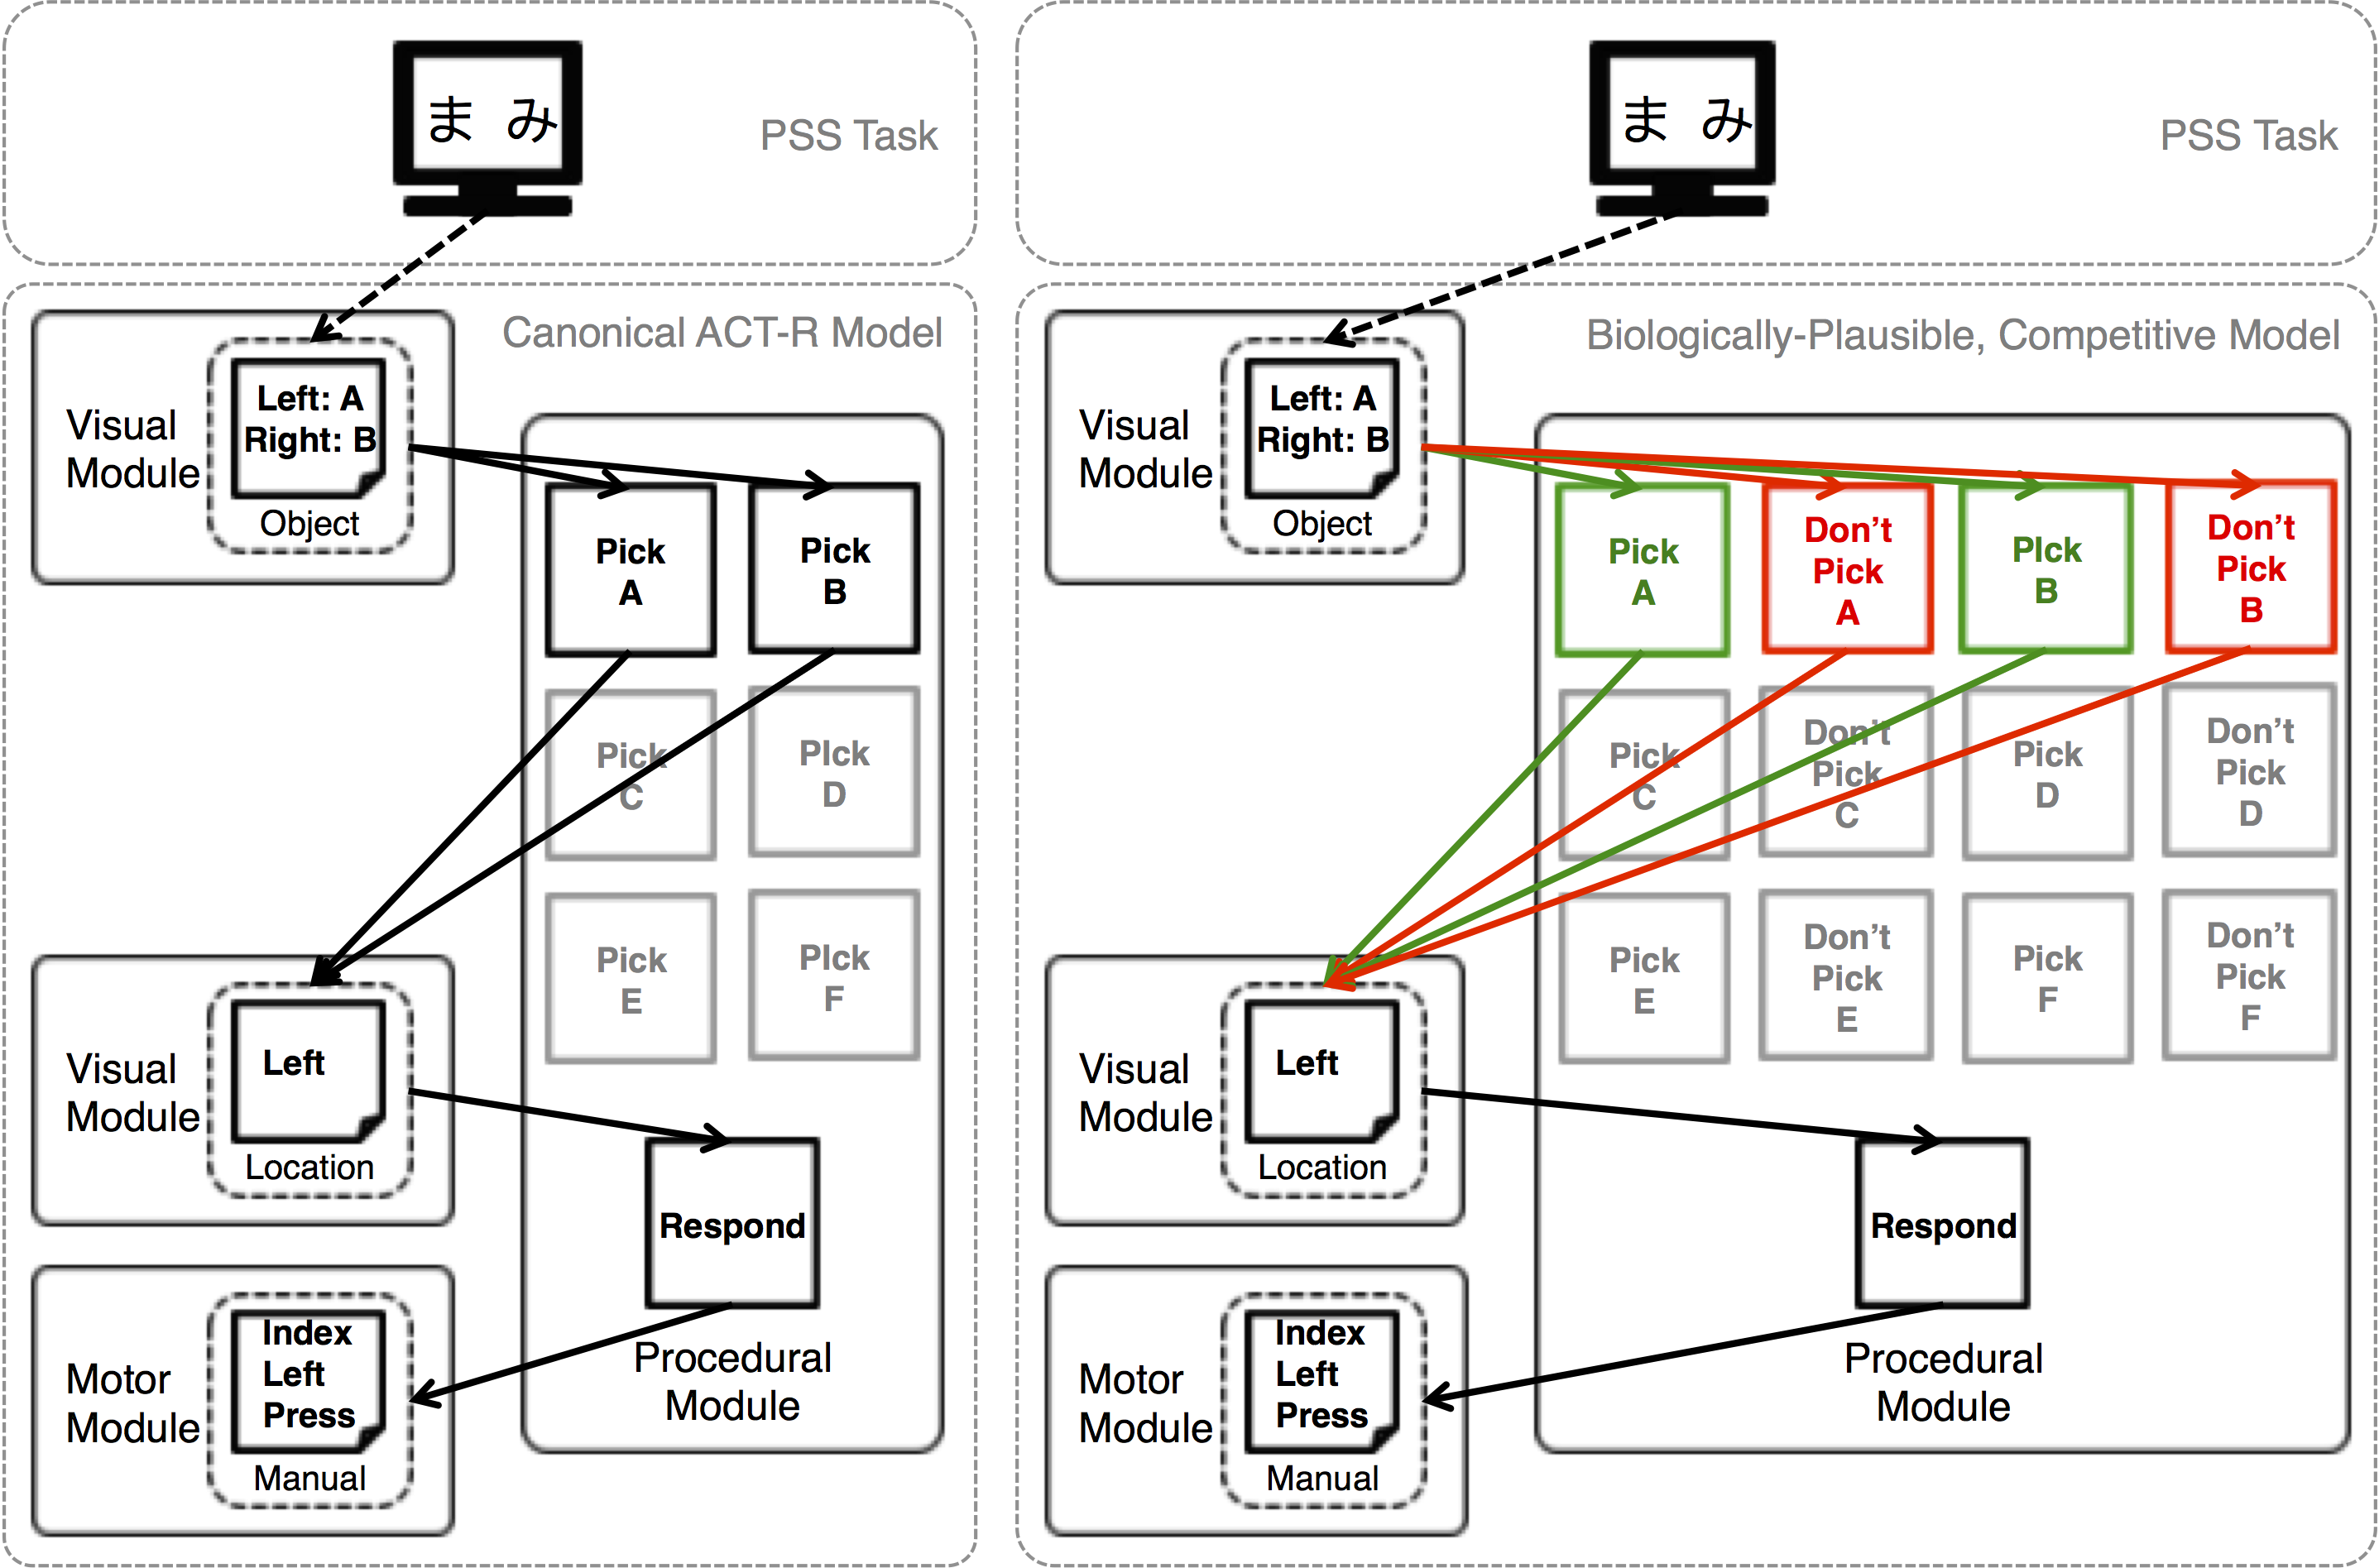 ま み
PSS Task
Canonical ACT-R Model
Visual
Module
Left: A
Right: B
Object
Pick
A
Pick
B
Pick
C
PIck
D
Pick
E
PIck
F
Visual
Module
Left
Location
Respond
Motor
Module
Index
Left
Press
Manual
Procedural
Module
ま み
PSS Task
Biologically-Plausible, Competitive Model
Visual
Module
Left: A
Right: B
Object
Pick
A
Don't
Pick
A
PIck
B
Don't
Pick
B
Pick
C
Don't
Pick
C
Pick
D
Don't
Pick
D
Pick
E
Don't
Pick
E
Pick
F
Don't
Pick
F
Visual
Module
Left
Location
Respond
Motor
Module
Index
Left
Press
Manual
Procedural
Module